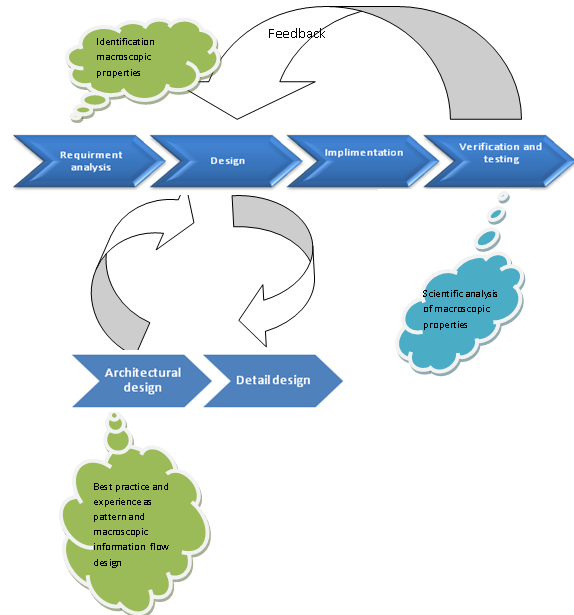 Feedback
Identification
macroscopic
properties
Requirment
analysis
Design
Implimentation
Verification and
testing
Scientific analysis
of macroscopic
properties
Architectural
design
Detail design
Best practice and
experience as
pattern and
macroscopic
information flow
design